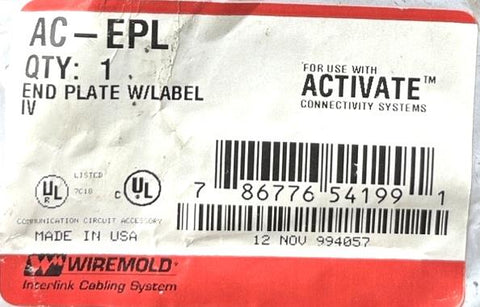 AC-EPL
QTY: 1
END PLATE W/LABEL
IV
FOR USE WITH
ACTIVATE™
CONNECTIVITY SYSTEMS
LISTED
7C18
UL
R
C UL
COMMUNICATION CIRCUIT ACCESSORY
MADE IN USA
7 86776 54199 1
12 NOV 994057
WIREMOLD®
Interlink Cabling System